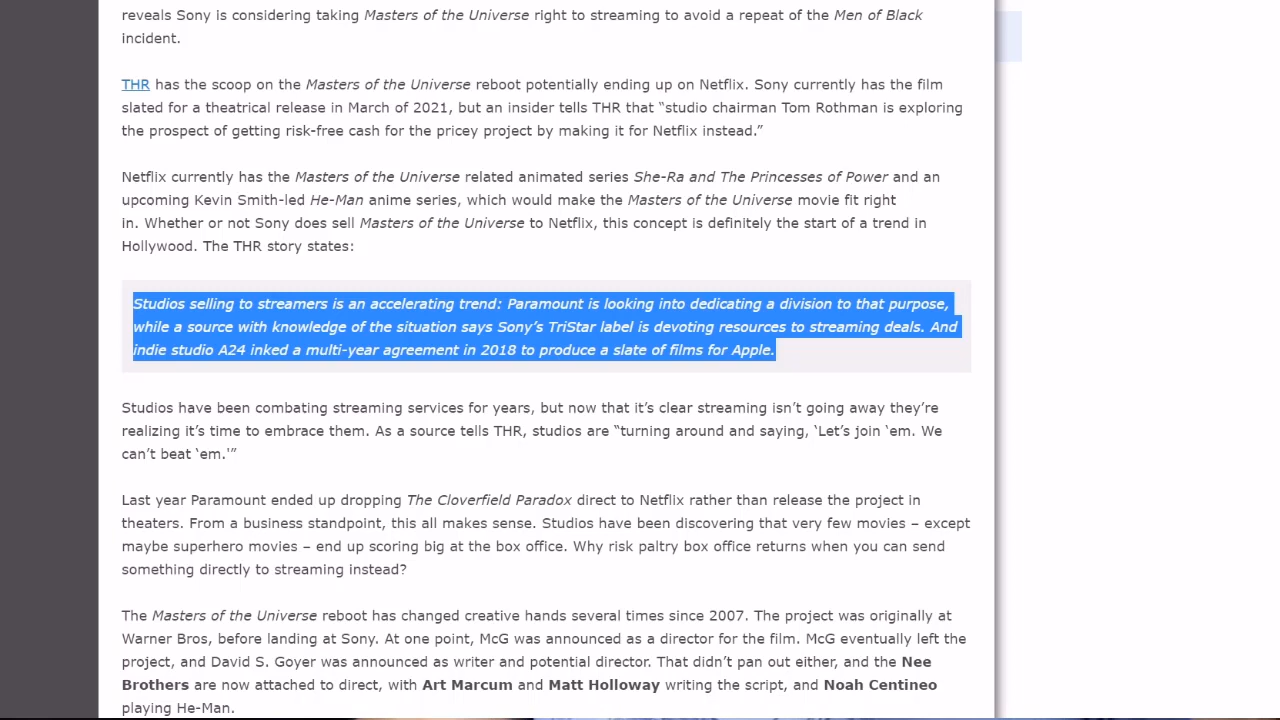 reveals Sony is considering taking Masters of the Universe right to streaming to avoid a repeat of the Men of Black
incident.
THR has the scoop on the Masters of the Universe reboot potentially ending up on Netflix. Sony currently has the film
slated for a theatrical release in March of 2021, but an insider tells THR that “studio chairman Tom Rothman is exploring
the prospect of getting risk-free cash for the pricey project by making it for Netflix instead.”
Netflix currently has the Masters of the Universe related animated series She-Ra and The Princesses of Power and an
upcoming Kevin Smith-led He-Man anime series, which would make the Masters of the Universe movie fit right
in. Whether or not Sony does sell Masters of the Universe to Netflix, this concept is definitely the start of a trend in
Hollywood. The THR story states:
Studios selling to streamers is an accelerating trend: Paramount is looking into dedicating a division to that purpose,
while a source with knowledge of the situation says Sony’s TriStar label is devoting resources to streaming deals. And
indie studio A24 inked a multi-year agreement in 2018 to produce a slate of films for Apple.
Studios have been combating streaming services for years, but now that it’s clear streaming isn’t going away they’re
realizing it’s time to embrace them. As a source tells THR, studios are “turning around and saying, ‘Let’s join ‘em. We
can’t beat ‘em.'”
Last year Paramount ended up dropping The Cloverfield Paradox direct to Netflix rather than release the project in
theaters. From a business standpoint, this all makes sense. Studios have been discovering that very few movies – except
maybe superhero movies – end up scoring big at the box office. Why risk paltry box office returns when you can send
something directly to streaming instead?
The Masters of the Universe reboot has changed creative hands several times since 2007. The project was originally at
Warner Bros, before landing at Sony. At one point, McG was announced as a director for the film. McG eventually left the
project, and David S. Goyer was announced as writer and potential director. That didn’t pan out either, and the Nee
Brothers are now attached to direct, with Art Marcum and Matt Holloway writing the script, and Noah Centineo
playing He-Man.